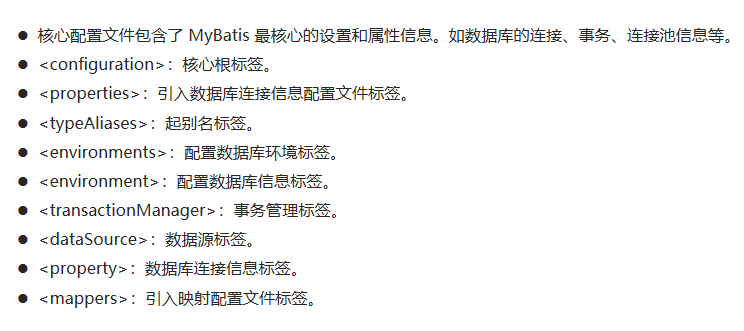 ● 核心配置文件包含了 MyBatis 最核心的设置和属性信息。如数据库的连接、事务、连接池信息等。
● <configuration>：核心根标签。
● <properties>：引入数据库连接信息配置文件标签。
● <typeAliases>：起别名标签。
● <environments>：配置数据库环境标签。
● <environment>：配置数据库信息标签。
● <transactionManager>：事务管理标签。
● <dataSource>：数据源标签。
● <property>：数据库连接信息标签。
● <mappers>：引入映射配置文件标签。